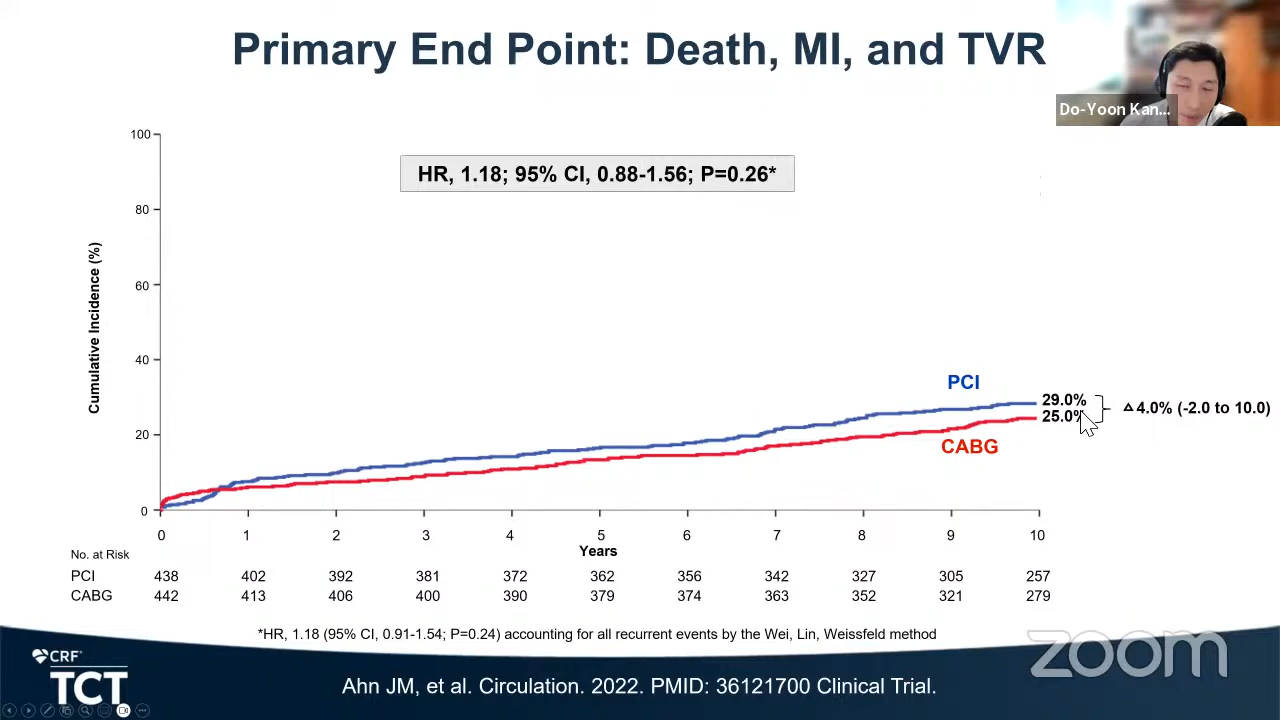 Primary End Point: Death, MI, and TVR
Do-Yoon Kan...
HR, 1.18; 95% CI, 0.88-1.56; P=0.26*
Cumulative Incidence (%)
100
80
60
40
20
0
PCI
29.0%
25.0%
△ 4.0% (-2.0 to 10.0)
CABG
0 1 2 3 4 5 6 7 8 9 10
Years
No. at Risk
PCI 438 402 392 381 372 362 356 342 327 305 257
CABG 442 413 406 400 390 379 374 363 352 321 279
*HR, 1.18 (95% CI, 0.91-1.54; P=0.24) accounting for all recurrent events by the Wei, Lin, Weissfeld method
zoom
CRF®
TCT
Ahn JM, et al. Circulation. 2022. PMID: 36121700 Clinical Trial.